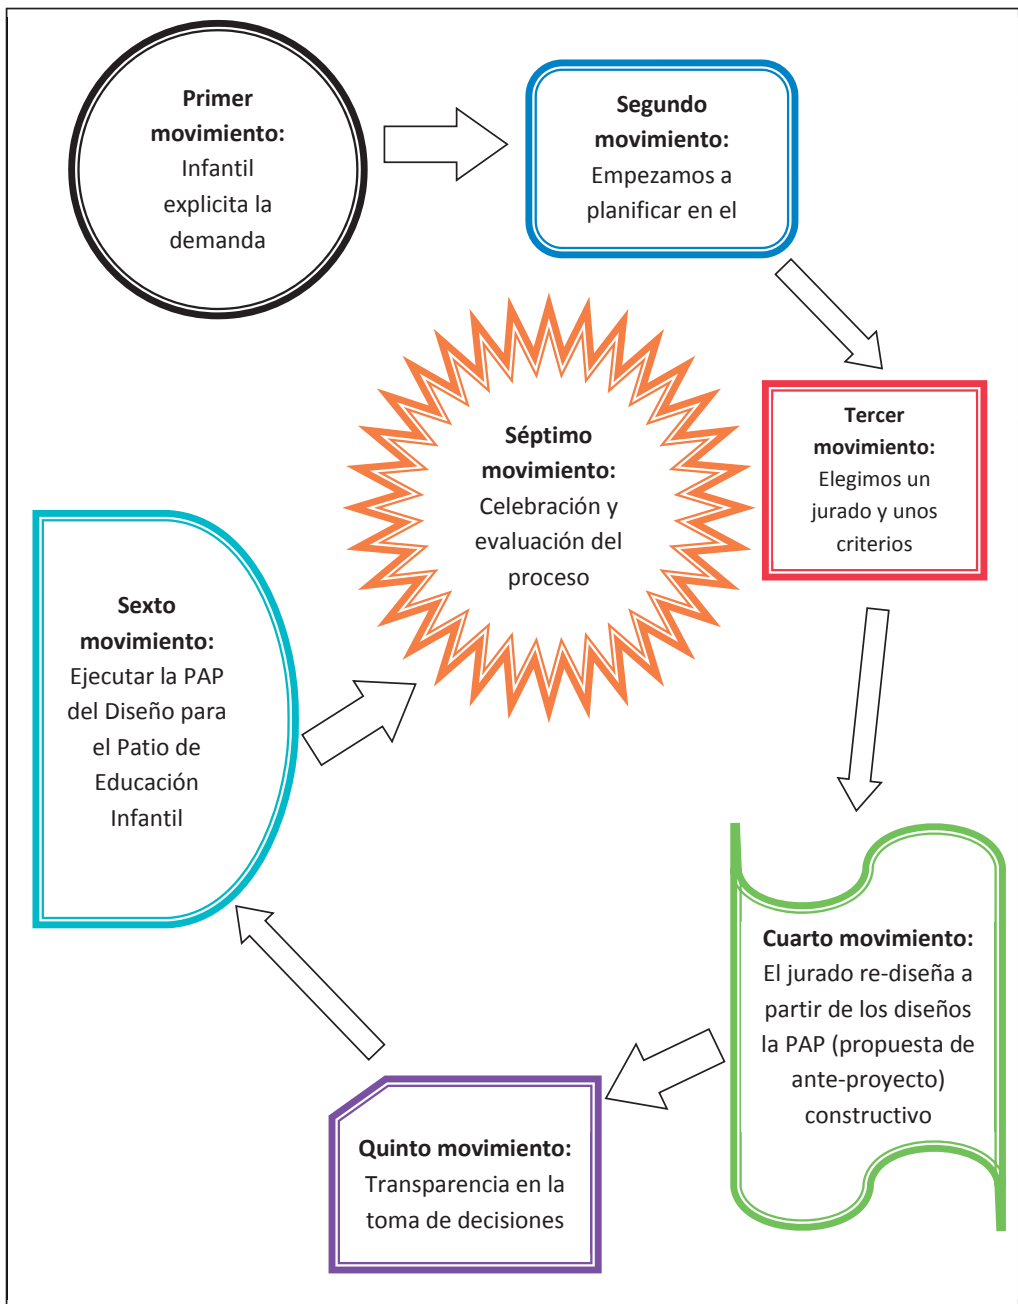 Primer
movimiento:
Infantil
explicita la
demanda
Segundo
movimiento:
Empezamos a
planificar en el
Tercer
movimiento:
Elegimos un
jurado y unos
criterios
Cuarto movimiento:
El jurado re-diseña a
partir de los diseños
la PAP (propuesta de
ante-proyecto)
constructivo
Quinto movimiento:
Transparencia en la
toma de decisiones
Sexto
movimiento:
Ejecutar la PAP
del Diseño para
el Patio de
Educación
Infantil
Séptimo
movimiento:
Celebración y
evaluación del
proceso